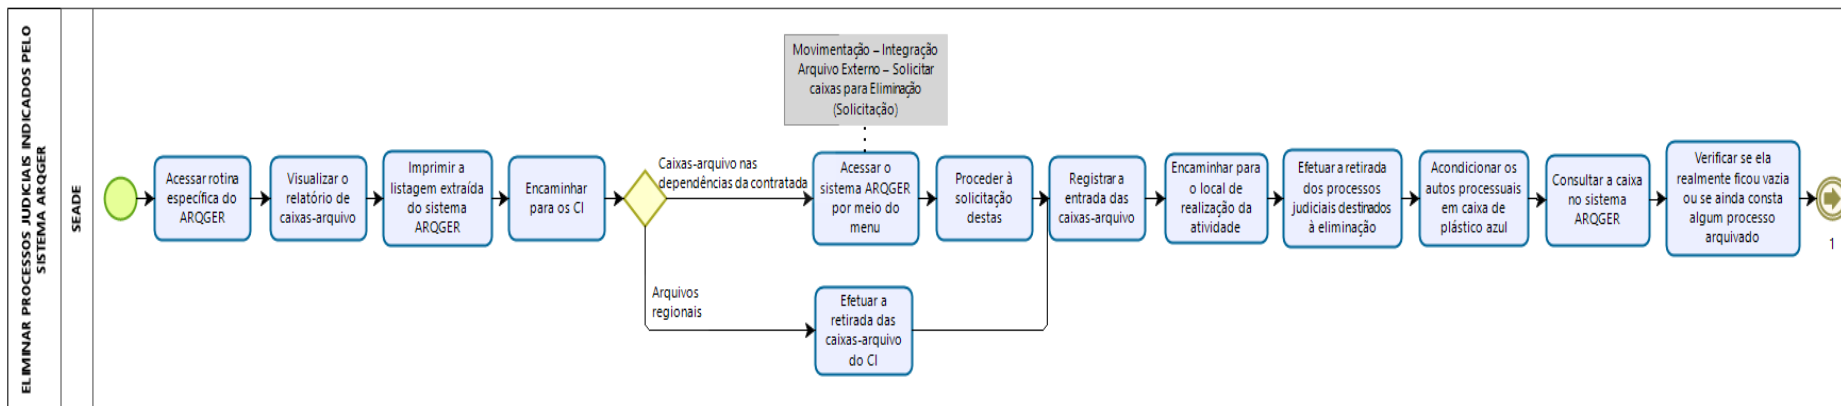 ELIMINAR PROCESSOS JUDICIAIS INDICADOS PELO
SISTEMA ARQGER
SEADE
Acessar rotina
específica do
ARQGER
Visualizar o
relatório de
caixas-arquivo
Imprimir a
listagem extraída
do sistema
ARQGER
Encaminhar
para os CI
Caixas-arquivo nas
dependências da contratada
Arquivos
regionais
Movimentação – Integração
Arquivo Externo – Solicitar
caixas para Eliminação
(Solicitação)
Acessar o
sistema ARQGER
por meio do
menu
Proceder à
solicitação
destas
Efetuar a
retirada das
caixas-arquivo
do CI
Registrar a
entrada das
caixas-arquivo
Encaminhar para
o local de
realização da
atividade
Efetuar a retirada
dos processos
judiciais destinados
à eliminação
Acondicionar os
autos processuais
em caixa de
plástico azul
Consultar a caixa
no sistema
ARQGER
Verificar se ela
realmente ficou vazia
ou se ainda consta
algum processo
arquivado
1